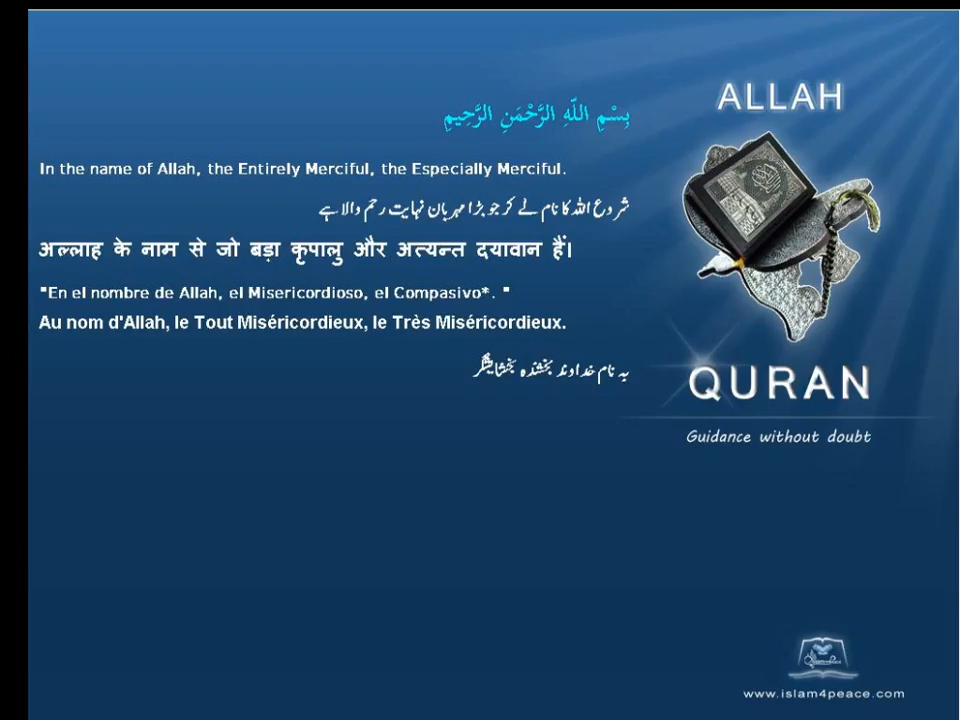 بِسْمِ اللَّهِ الرَّحْمَنِ الرَّحِيمِ
In the name of Allah, the Entirely Merciful, the Especially Merciful.
شروع اللہ کا نام لے کر جو بڑا مہربان نہایت رحم والا ہے
अल्लाह के नाम से जो बड़ा कृपालु और अत्यन्त दयावान हैं।
"En el nombre de Allah, el Misericordioso, el Compasivo*. "
Au nom d'Allah, le Tout Miséricordieux, le Très Miséricordieux.
به نام خداوند بخشنده بخشایشگر
ALLAH
QURAN
Guidance without doubt
www.islam4peace.com